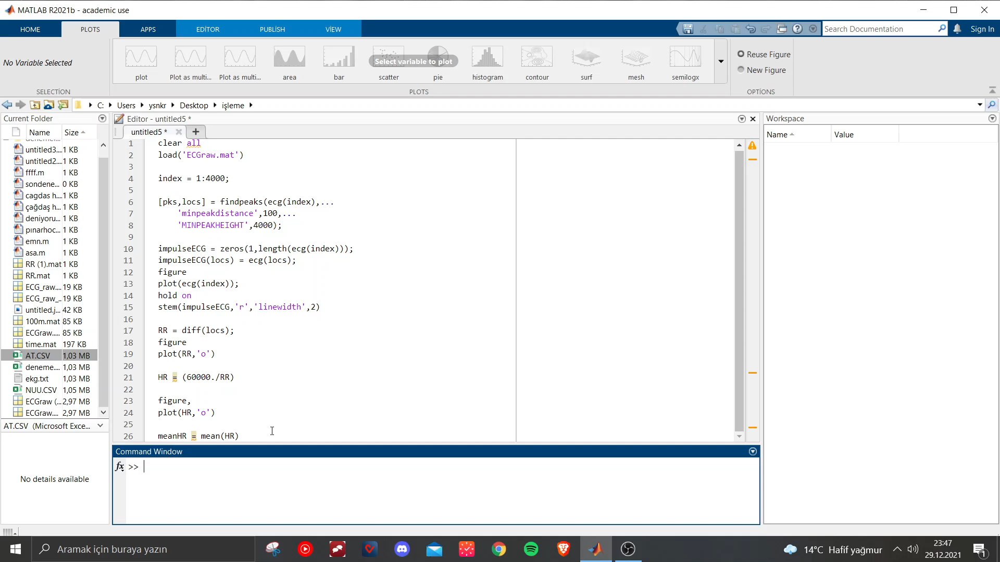 MATLAB R2021b - academic use
HOME PLOTS APPS EDİTOR PUBLİSH VİEW
Search Documentation
Sign In
No Variable Selected
Select variable to plot
plot Plot as multi... Plot as multi... area bar scatter pie histogram contour surf mesh semilogx
Reuse Figure
New Figure
SELECTİON PLOTS OPTİONS
C: Users ysnkr Desktop işleme
Current Folder
Name Size
untitled3.... 1 KB
untitled2.... 1 KB
ffff.m 1 KB
sondene... 0 KB
cagdas h.... 1 KB
çağdaş h... 1 KB
deniyoru... 1 KB
pınarhoc... 1 KB
emn.m 1 KB
asa.m 1 KB
RR (1).mat 1 KB
RR.mat 1 KB
ECG_raw.... 19 KB
ECG_raw_.. 19 KB
untitled.j... 42 KB
100m.mat 85 KB
ECGraw..... 85 KB
time.mat 197 KB
AT.CSV 1,03 MB
deneme.... 1,03 MB
ekg.txt 1,03 MB
NUU.CSV 1,05 MB
ECGraw (... 2,97 MB
ECGraw.... 2,97 MB
AT.CSV (Microsoft Exce...
No details available
Editor - untitled5 *
untitled5 *
1 clear all
2 load('ECGraw.mat')
3
4 index = 1:4000;
5
6 [pks,locs] = findpeaks(ecg(index),...
7 'minpeakdistance',100,...
8 'MINPEAKHEIGHT',4000);
9
10 impulseECG = zeros(1,length(ecg(index)));
11 impulseECG(locs) = ecg(locs);
12 figure
13 plot(ecg(index));
14 hold on
15 stem(impulseECG,'r','linewidth',2)
16
17 RR = diff(locs);
18 figure
19 plot(RR,'o')
20
21 HR = (60000./RR)
22
23 figure,
24 plot(HR,'o')
25
26 meanHR = mean(HR)
Command Window
fx >>
Workspace
Name Value
Aramak için buraya yazın
14°C Hafif yağmur
23:47
29.12.2021
1